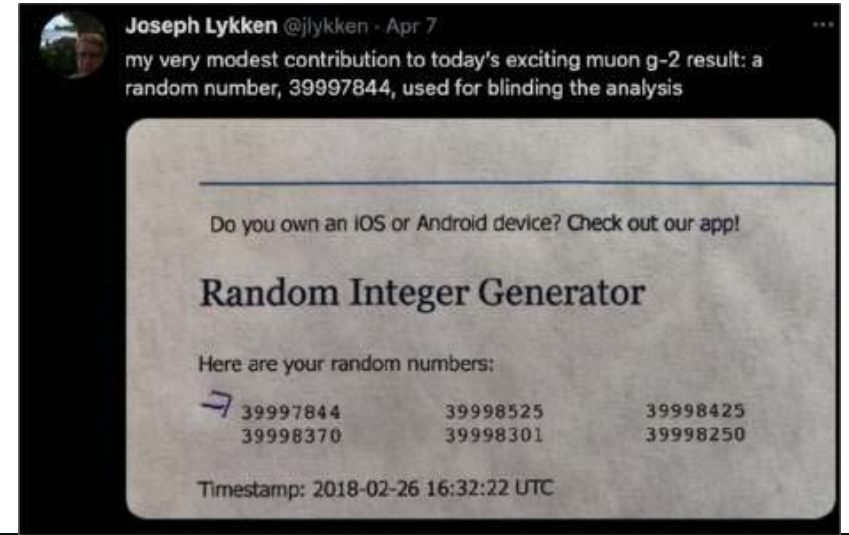 Joseph Lykken @jlykken · Apr 7
my very modest contribution to today's exciting muon g-2 result: a
random number, 39997844, used for blinding the analysis
Do you own an iOS or Android device? Check out our app!
Random Integer Generator
Here are your random numbers:
39997844 39998525 39998425
39998370 39998301 39998250
Timestamp: 2018-02-26 16:32:22 UTC